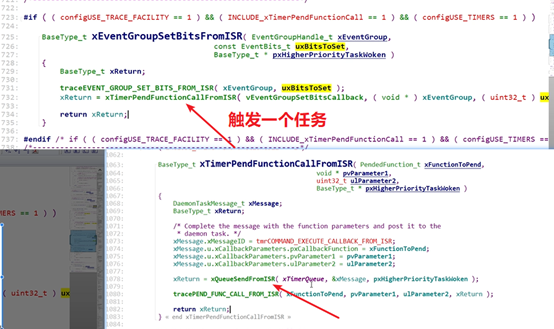 722:
723:
724: #if ( ( configUSE_TRACE_FACILITY == 1 ) && ( INCLUDE_xTimerPendFunctionCall == 1 ) && ( configUSE_TIMERS == 1 ) )
725: BaseType_t xEventGroupSetBitsFromISR( EventGroupHandle_t xEventGroup,
726: const EventBits_t uxBitsToSet,
727: BaseType_t * pxHigherPriorityTaskWoken )
728: {
729: BaseType_t xReturn;
730:
731: traceEVENT_GROUP_SET_BITS_FROM_ISR( xEventGroup, uxBitsToSet );
732: xReturn = xTimerPendFunctionCallFromISR( vEventGroupSetBitsCallback, ( void * ) xEventGroup, ( uint32_t ) uxB
733:
734: return xReturn;
735: }
736:
737: #endif /* if ( ( configUSE_TRACE_FACILITY == 1 ) && ( INCLUDE_xTimerPendFunctionCall == 1 ) && ( configUSE_TIMERS ==
触发一个任务
MERS == 1 ) )
( uint32_t ) ux
1062:
1063: BaseType_t xTimerPendFunctionCallFromISR( PendedFunction_t xFunctionToPend,
1064: void * pvParameter1,
1065: uint32_t ulParameter2,
1066: BaseType_t * pxHigherPriorityTaskWoken )
1067: {
1068: DaemonTaskMessage_t xMessage;
1069: BaseType_t xReturn;
1070:
1071: /* Complete the message with the function parameters and post it to the
1072: * daemon task. */
1073: xMessage.xMessageID = tmrCOMMAND_EXECUTE_CALLBACK_FROM_ISR;
1074: xMessage.u.xCallbackParameters.pxCallbackFunction = xFunctionToPend;
1075: xMessage.u.xCallbackParameters.pvParameter1 = pvParameter1;
1076: xMessage.u.xCallbackParameters.ulParameter2 = ulParameter2;
1077:
1078: xReturn = xQueueSendFromISR( xTimerQueue, &xMessage, pxHigherPriorityTaskWoken );
1079:
1080: tracePEND_FUNC_CALL_FROM_ISR( xFunctionToPend, pvParameter1, ulParameter2, xReturn );
1081:
1082: return xReturn;
1083: } « end xTimerPendFunctionCallFromISR »
1084: